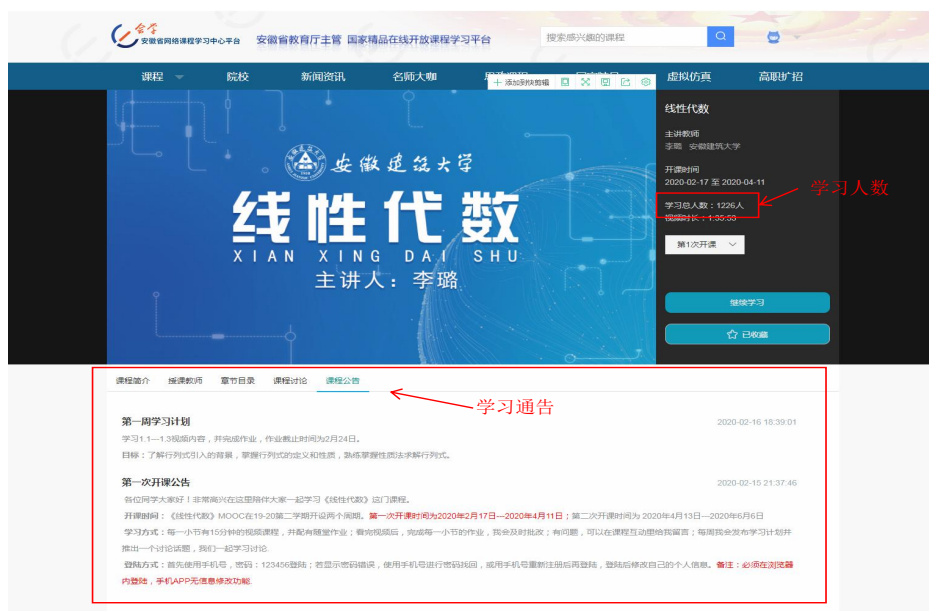 会学
安徽省网络课程学习中心平台
安徽省教育厅主管 国家精品在线开放课程学习平台
搜索感兴趣的课程
课程 院校 新闻资讯 名师大咖 虚拟仿真 高职扩招
添加到快剪辑
安徽建筑大学
线性代数
XIAN XING DAI SHU
主讲人：李璐
线性代数
主讲教师
李璐 安徽建筑大学
开课时间
2020-02-17 至 2020-04-11
学习总人数：1226人
视频时长：1:35:53
学习人数
第1次开课
继续学习
已收藏
课程简介 授课教师 章节目录 课程讨论 课程公告
学习通告
第一周学习计划 2020-02-16 18:39:01
学习1.1—1.3视频内容，并完成作业，作业截止时间为2月24日。
目标：了解行列式引入的背景，掌握行列式的定义和性质，熟练掌握性质法求解行列式。
第一次开课公告 2020-02-15 21:37:46
各位同学大家好！非常高兴在这里陪伴大家一起学习《线性代数》这门课程。
开课时间：《线性代数》MOOC在19-20第二学期开设两个周期。第一次开课时间为2020年2月17日---2020年4月11日；第二次开课时间为 2020年4月13日---2020年6月6日
学习方式：每一小节有15分钟的视频课程，并配有随堂作业；看完视频后，完成每一小节的作业，我会及时批改；有问题，可以在课程互动里给我留言；每周我会发布学习计划并
推出一个讨论话题，我们一起学习讨论.
登陆方式：首先使用手机号，密码：123456登陆；若显示密码错误，使用手机号进行密码找回，或用手机号重新注册后再登陆，登陆后修改自己的个人信息。备注：必须在浏览器
内登陆，手机APP无信息修改功能.